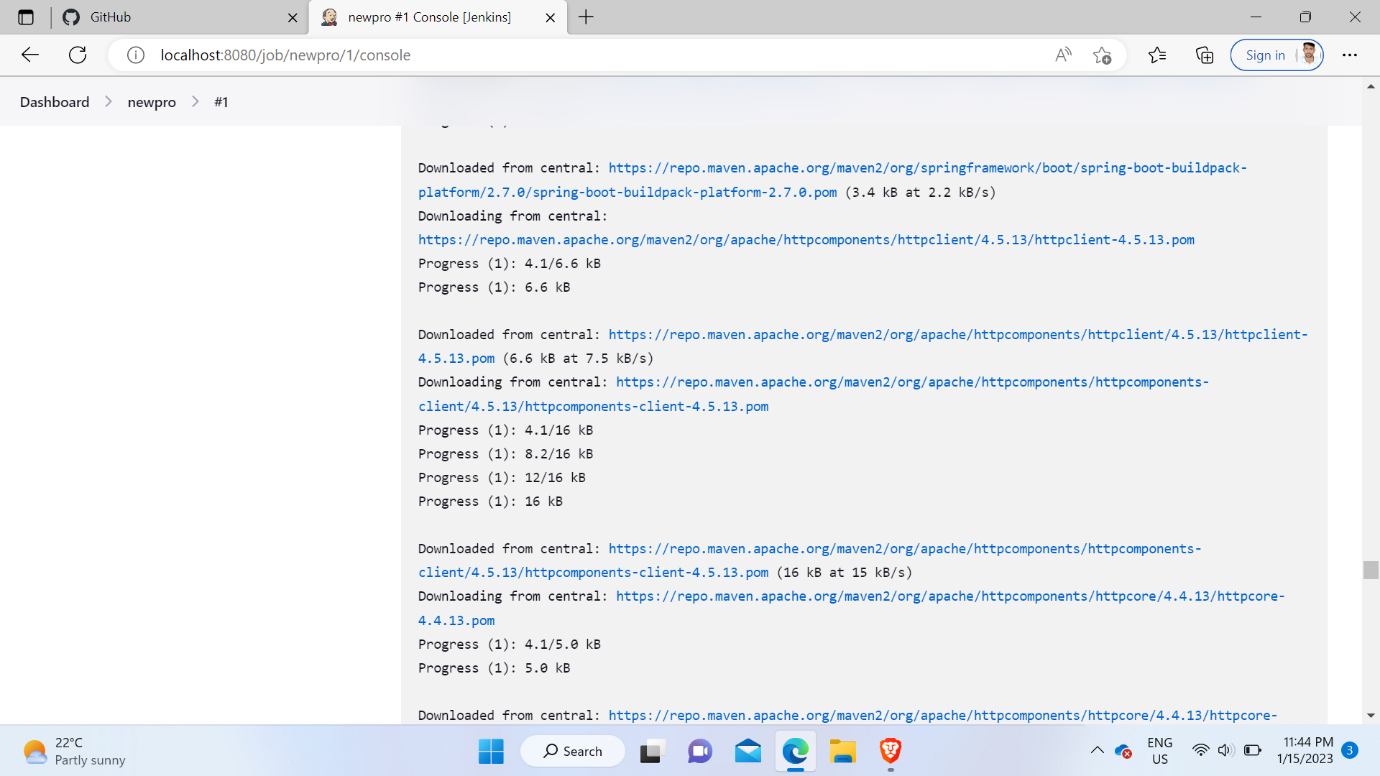 GitHub
newpro #1 Console [Jenkins]
localhost:8080/job/newpro/1/console
Sign in
Dashboard
newpro
#1
Downloaded from central: https://repo.maven.apache.org/maven2/org/springframework/boot/spring-boot-buildpack-
platform/2.7.0/spring-boot-buildpack-platform-2.7.0.pom (3.4 kB at 2.2 kB/s)
Downloading from central:
https://repo.maven.apache.org/maven2/org/apache/httpcomponents/httpclient/4.5.13/httpclient-4.5.13.pom
Progress (1): 4.1/6.6 kB
Progress (1): 6.6 kB
Downloaded from central: https://repo.maven.apache.org/maven2/org/apache/httpcomponents/httpclient/4.5.13/httpclient-
4.5.13.pom (6.6 kB at 7.5 kB/s)
Downloading from central: https://repo.maven.apache.org/maven2/org/apache/httpcomponents/httpcomponents-
client/4.5.13/httpcomponents-client-4.5.13.pom
Progress (1): 4.1/16 kB
Progress (1): 8.2/16 kB
Progress (1): 12/16 kB
Progress (1): 16 kB
Downloaded from central: https://repo.maven.apache.org/maven2/org/apache/httpcomponents/httpcomponents-
client/4.5.13/httpcomponents-client-4.5.13.pom (16 kB at 15 kB/s)
Downloading from central: https://repo.maven.apache.org/maven2/org/apache/httpcomponents/httpcore/4.4.13/httpcore-
4.4.13.pom
Progress (1): 4.1/5.0 kB
Progress (1): 5.0 kB
Downloaded from central: https://repo.maven.apache.org/maven2/org/apache/httpcomponents/httpcore/4.4.13/httpcore-
22°C
Partly sunny
Search
ENG
US
11:44 PM
1/15/2023
3